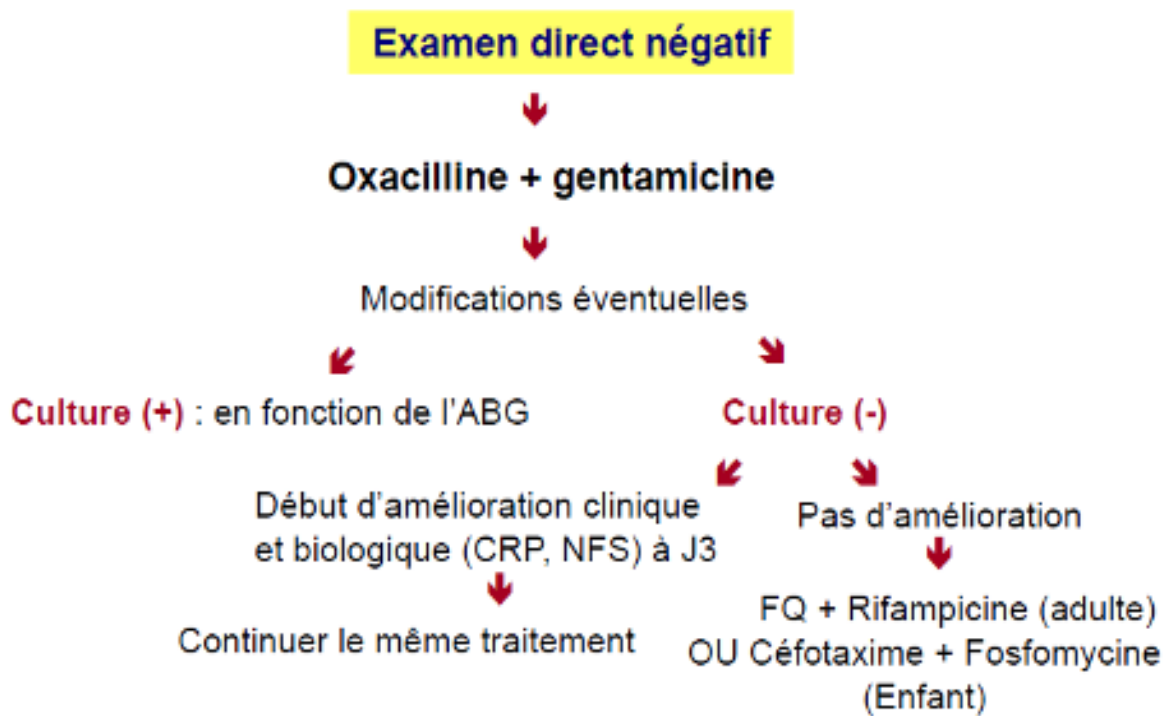 Examen direct négatif
Oxacilline + gentamicine
Modifications éventuelles
Culture (+) : en fonction de l'ABG
Culture (-)
Début d'amélioration clinique
et biologique (CRP, NFS) à J3
Continuer le même traitement
Pas d'amélioration
FQ + Rifampicine (adulte)
OU Céfotaxime + Fosfomycine
(Enfant)